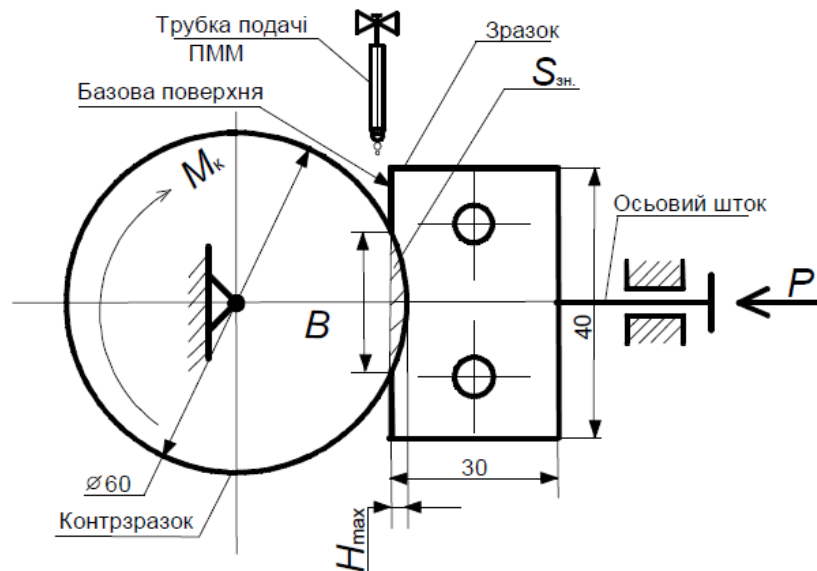 Трубка подачі
ПММ
Зразок
Sзн.
Базова поверхня
Mк
Осьовий шток
P
B
40
30
⌀60
Контрзразок
Hmax